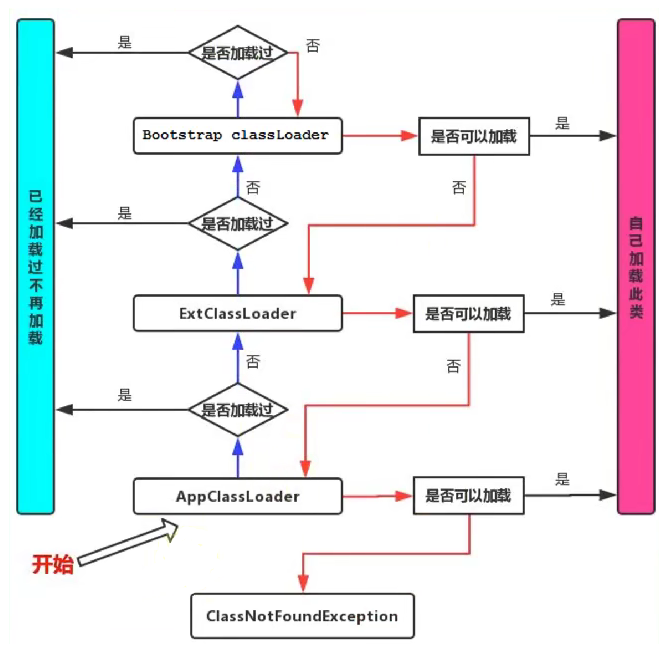 是
是否加载过
否
Bootstrap classLoader
是否可以加载
是
否
否
是
是否加载过
已经加载过不再加载
自己加载此类
ExtClassLoader
是否可以加载
是
否
否
是
是否加载过
AppClassLoader
是否可以加载
是
开始
ClassNotFoundException